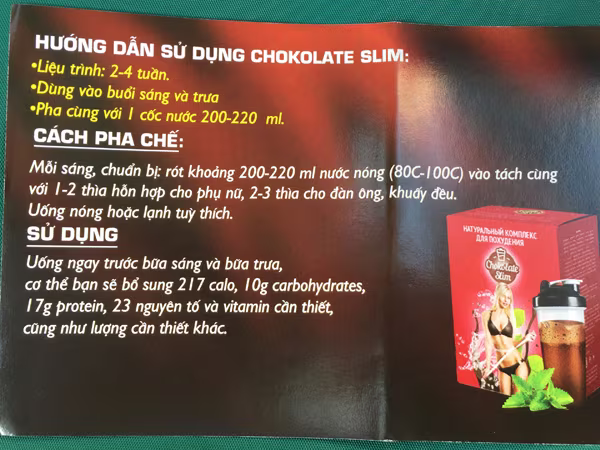 HƯỚNG DẪN SỬ DỤNG CHOKOLATE SLIM:
•Liệu trình: 2-4 tuần.
•Dùng vào buổi sáng và trưa
•Pha cùng với 1 cốc nước 200-220 ml.
CÁCH PHA CHẾ:
Mỗi sáng, chuẩn bị: rót khoảng 200-220 ml nước nóng (80C-100C) vào tách cùng
với 1-2 thìa hỗn hợp cho phụ nữ, 2-3 thìa cho đàn ông, khuấy đều.
Uống nóng hoặc lạnh tuỳ thích.
SỬ DỤNG
Uống ngay trước bữa sáng và bữa trưa,
cơ thể bạn sẽ bổ sung 217 calo, 10g carbohydrates,
17g protein, 23 nguyên tố và vitamin cần thiết,
cũng như lượng cần thiết khác.
НАТУРАЛЬНЫЙ КОМПЛЕКС
ДЛЯ ПОХУДЕНИЯ
Chokolate
Slim